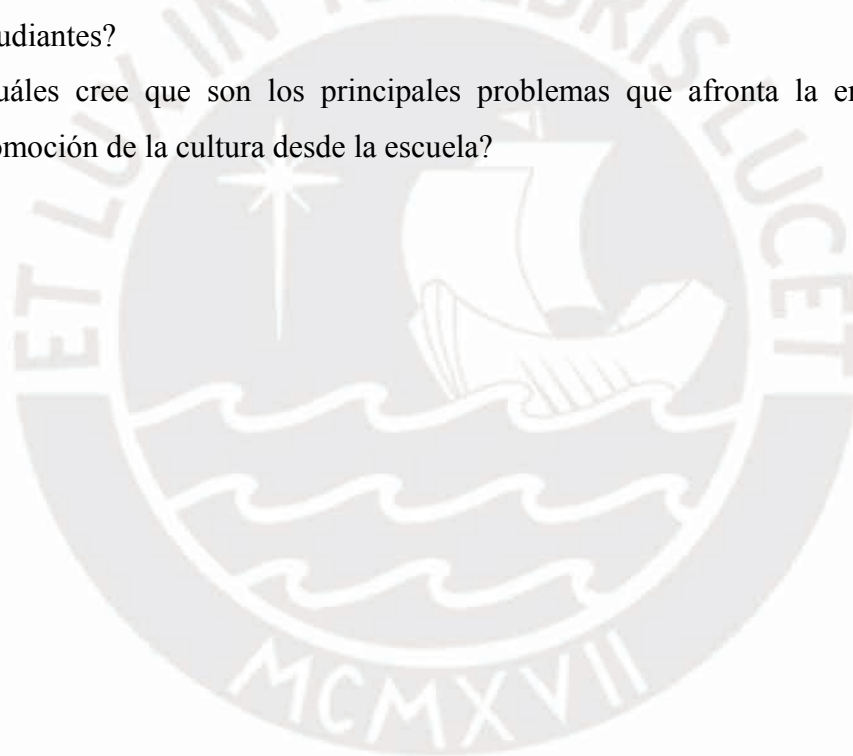 udiantes?
uáles cree que son los principales problemas que afronta la en
omoción de la cultura desde la escuela?
ET LUX IN TENEBRIS LUCET
MCMXVII